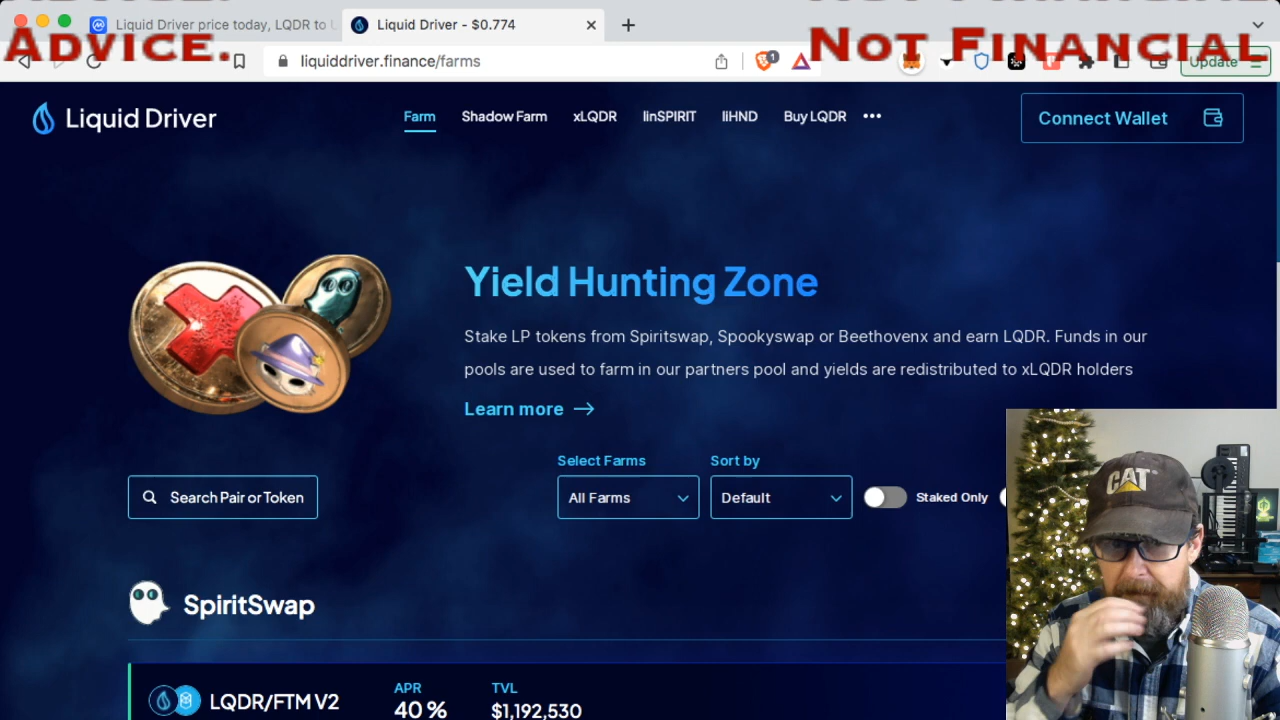 ADVICE.
NOT FINANCIAL
Liquid Driver price today, LQDR to U
Liquid Driver - $0.774
liquiddriver.finance/farms
1
Update
Liquid Driver
Farm
Shadow Farm
xLQDR
linSPIRIT
liHND
Buy LQDR
Connect Wallet
Yield Hunting Zone
Stake LP tokens from Spiritswap, Spookyswap or Beethovenx and earn LQDR. Funds in our
pools are used to farm in our partners pool and yields are redistributed to xLQDR holders
Learn more
Select Farms
Sort by
Search Pair or Token
All Farms
Default
Staked Only
CAT
SpiritSwap
LQDR/FTM V2
APR
40 %
TVL
$1,192,530